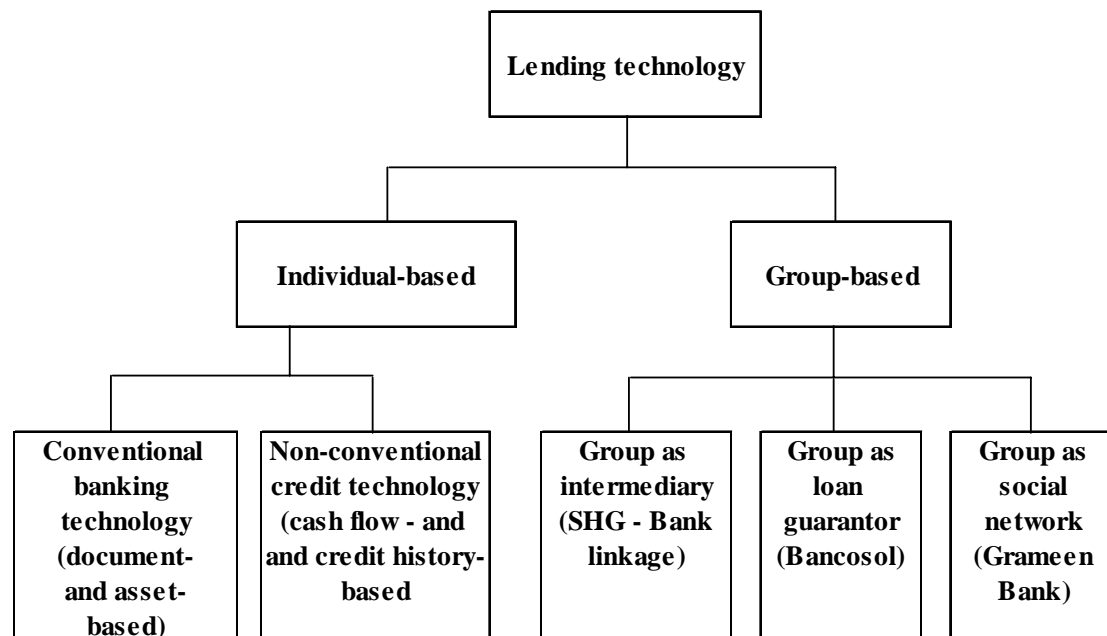 Lending technology
Individual-based
Group-based
Conventional
banking
technology
(document-
and asset-
based)
Non-conventional
credit technology
(cash flow - and
and credit history-
based
Group as
intermediary
(SHG - Bank
linkage)
Group as
loan
guarantor
(Bancosol)
Group as
social
network
(Grameen
Bank)